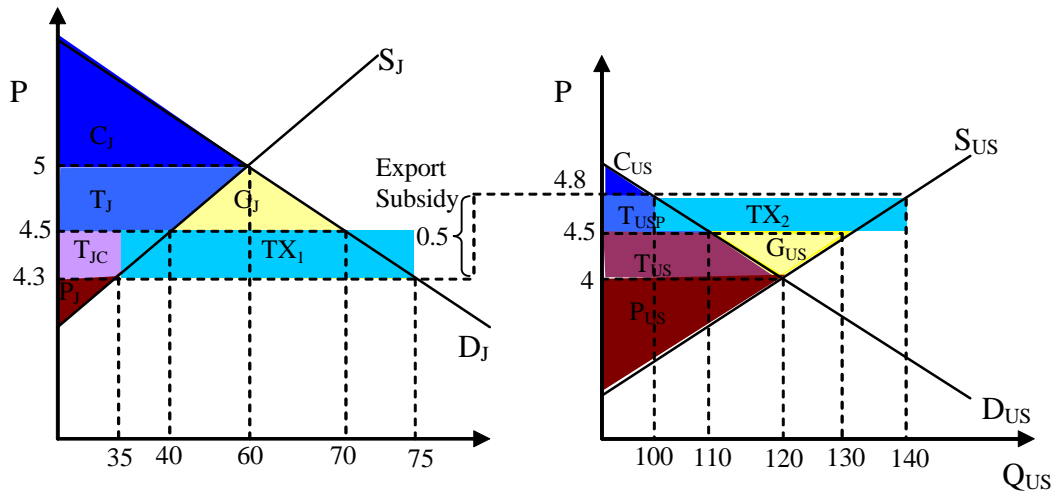 P
S_J
C_J
5
T_J
G_J
4.5
T_JC
TX_1
4.3
P_J
D_J
35 40 60 70 75
Export
Subsidy
0.5
P
S_US
C_US
4.8
T_USP
TX_2
4.5
G_US
T_US
4
P_US
D_US
100 110 120 130 140
Q_US